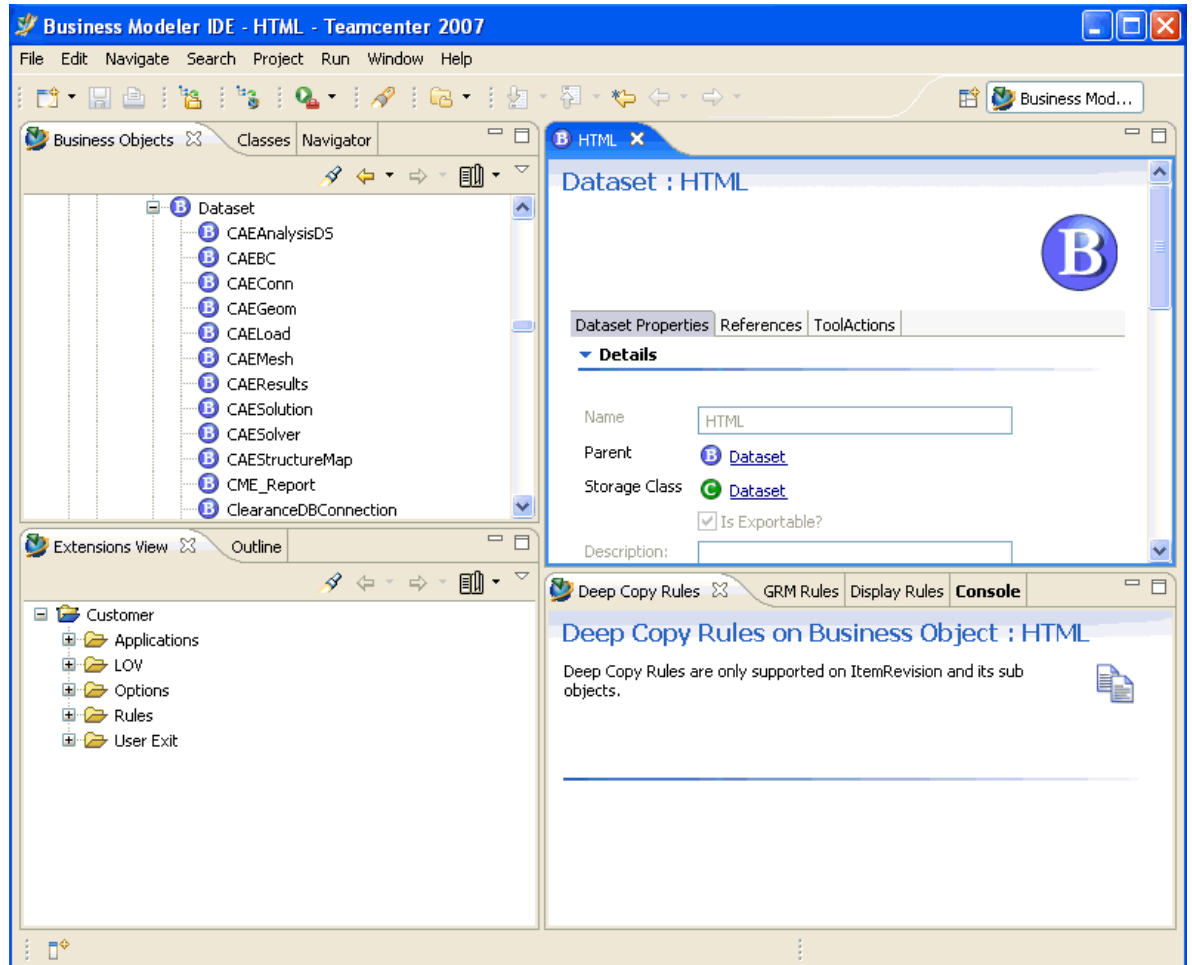 Business Modeler IDE - HTML - Teamcenter 2007
File Edit Navigate Search Project Run Window Help
Business Mod...
Business Objects Classes Navigator
Dataset
CAEAnalysisDS
CAEBC
CAEConn
CAEGeom
CAELoad
CAEMesh
CAEResults
CAESolution
CAESolver
CAEStructureMap
CME_Report
ClearanceDBConnection
HTML
Dataset : HTML
B
Dataset Properties References ToolActions
Details
Name HTML
Parent B Dataset
Storage Class C Dataset
Is Exportable?
Description:
Extensions View Outline
Customer
Applications
LOV
Options
Rules
User Exit
Deep Copy Rules GRM Rules Display Rules Console
Deep Copy Rules on Business Object : HTML
Deep Copy Rules are only supported on ItemRevision and its sub
objects.